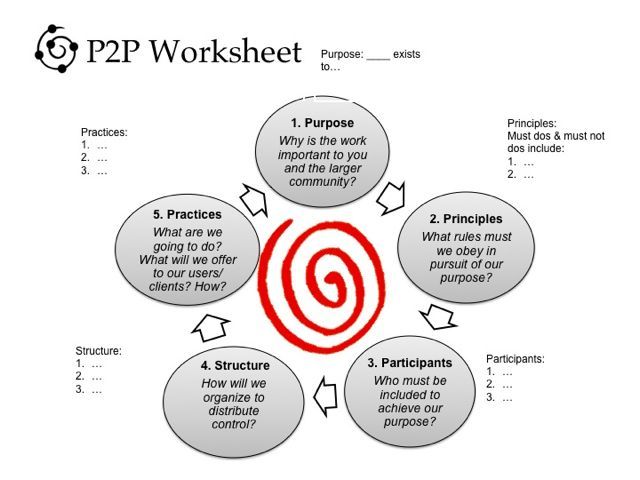 P2P Worksheet
Purpose: ____ exists
to…
1. Purpose
Why is the work
important to you
and the larger
community?
Principles:
Must dos & must not
dos include:
1. …
2. …
2. Principles
What rules must
we obey in
pursuit of our
purpose?
Participants:
1. …
2. …
3. …
3. Participants
Who must be
included to
achieve our
purpose?
4. Structure
How will we
organize to
distribute
control?
Structure:
1. …
2. …
3. …
5. Practices
What are we
going to do?
What will we offer
to our users/
clients? How?
Practices:
1. …
2. …
3. …